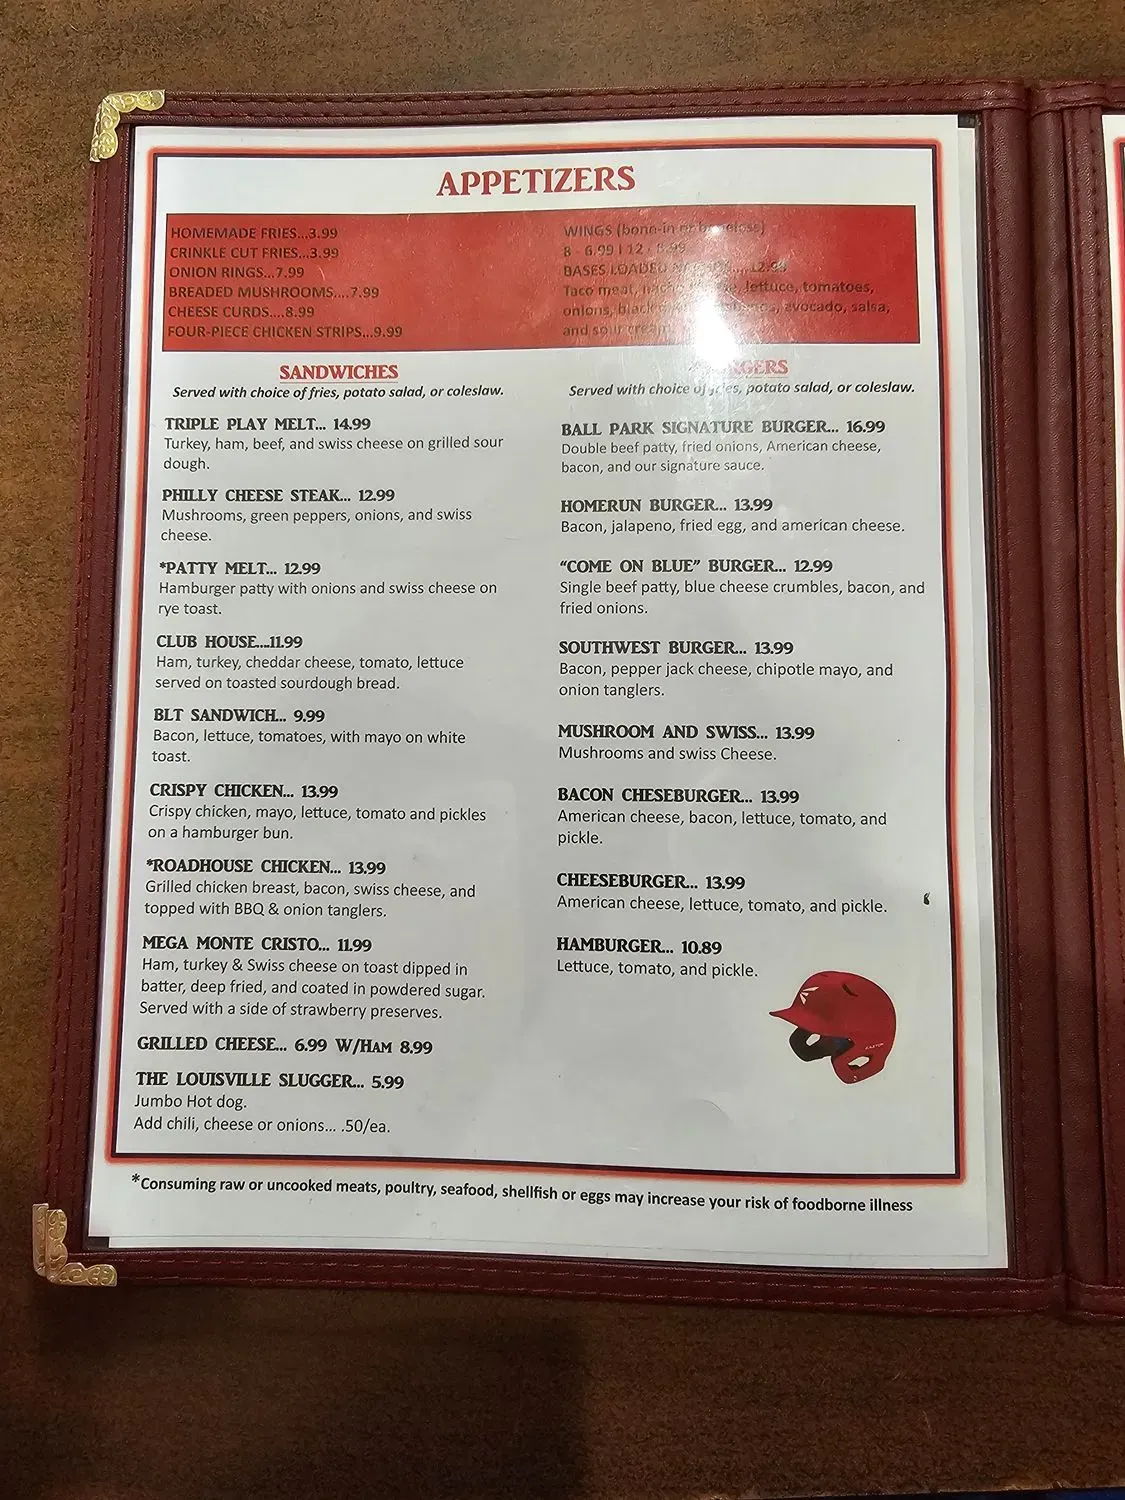 APPETIZERS
HOMEMADE FRIES...3.99
CRINKLE CUT FRIES...3.99
ONION RINGS...7.99
BREADED MUSHROOMS....7.99
CHEESE CURDS....8.99
FOUR-PIECE CHICKEN STRIPS...9.99
WINGS (bone-in or boneless)
8 - 6.99 | 12 -
BASES LOADED
Taco meat, nacho lettuce, tomatoes,
onions, black avocado, salsa,
and sour cream.
SANDWICHES
Served with choice of fries, potato salad, or coleslaw.
TRIPLE PLAY MELT... 14.99
Turkey, ham, beef, and swiss cheese on grilled sour
dough.
PHILLY CHEESE STEAK... 12.99
Mushrooms, green peppers, onions, and swiss
cheese.
*PATTY MELT... 12.99
Hamburger patty with onions and swiss cheese on
rye toast.
CLUB HOUSE....11.99
Ham, turkey, cheddar cheese, tomato, lettuce
served on toasted sourdough bread.
BLT SANDWICH... 9.99
Bacon, lettuce, tomatoes, with mayo on white
toast.
CRISPY CHICKEN... 13.99
Crispy chicken, mayo, lettuce, tomato and pickles
on a hamburger bun.
*ROADHOUSE CHICKEN... 13.99
Grilled chicken breast, bacon, swiss cheese, and
topped with BBQ & onion tanglers.
MEGA MONTE CRISTO... 11.99
Ham, turkey & Swiss cheese on toast dipped in
batter, deep fried, and coated in powdered sugar.
Served with a side of strawberry preserves.
GRILLED CHEESE... 6.99 W/HAM 8.99
THE LOUISVILLE SLUGGER... 5.99
Jumbo Hot dog.
Add chili, cheese or onions... .50/ea.
Served with choice of fries, potato salad, or coleslaw.
BALL PARK SIGNATURE BURGER... 16.99
Double beef patty, fried onions, American cheese,
bacon, and our signature sauce.
HOMERUN BURGER... 13.99
Bacon, jalapeno, fried egg, and american cheese.
“COME ON BLUE” BURGER... 12.99
Single beef patty, blue cheese crumbles, bacon, and
fried onions.
SOUTHWEST BURGER... 13.99
Bacon, pepper jack cheese, chipotle mayo, and
onion tanglers.
MUSHROOM AND SWISS... 13.99
Mushrooms and swiss Cheese.
BACON CHESEBURGER... 13.99
American cheese, bacon, lettuce, tomato, and
pickle.
CHEESEBURGER... 13.99
American cheese, lettuce, tomato, and pickle.
HAMBURGER... 10.89
Lettuce, tomato, and pickle.
EASTON
*Consuming raw or uncooked meats, poultry, seafood, shellfish or eggs may increase your risk of foodborne illness